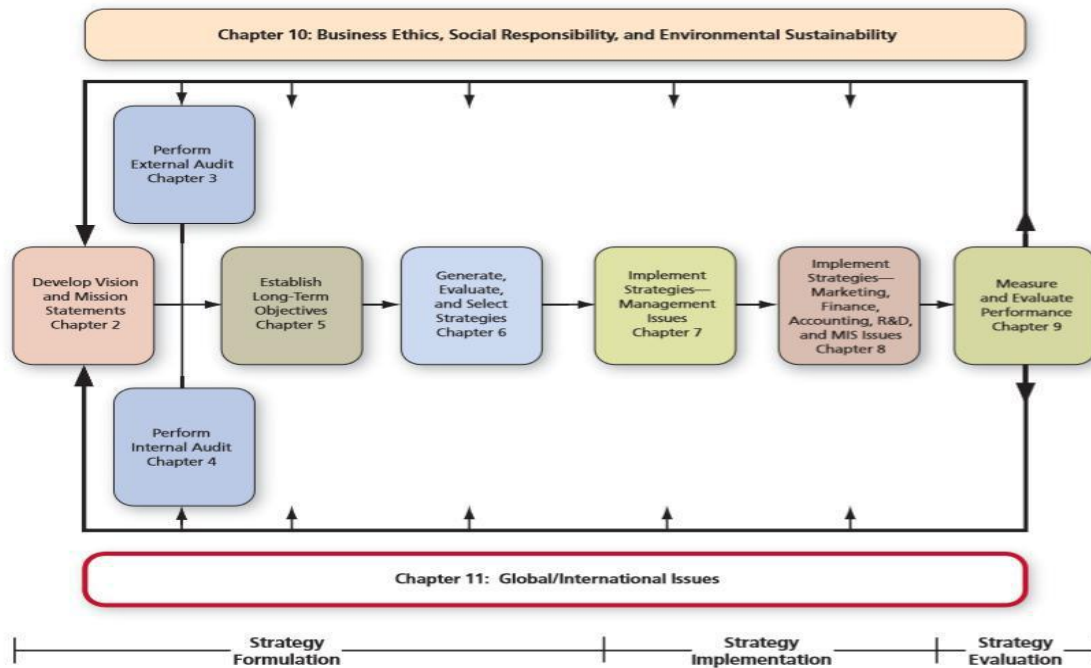 Chapter 10: Business Ethics, Social Responsibility, and Environmental Sustainability
Perform
External Audit
Chapter 3
Develop Vision
and Mission
Statements
Chapter 2
Establish
Long-Term
Objectives
Chapter 5
Generate,
Evaluate,
and Select
Strategies
Chapter 6
Implement
Strategies—
Management
Issues
Chapter 7
Implement
Strategies—
Marketing,
Finance,
Accounting, R&D,
and MIS Issues
Chapter 8
Measure
and Evaluate
Performance
Chapter 9
Perform
Internal Audit
Chapter 4
Chapter 11: Global/International Issues
Strategy
Formulation
Strategy
Implementation
Strategy
Evaluation